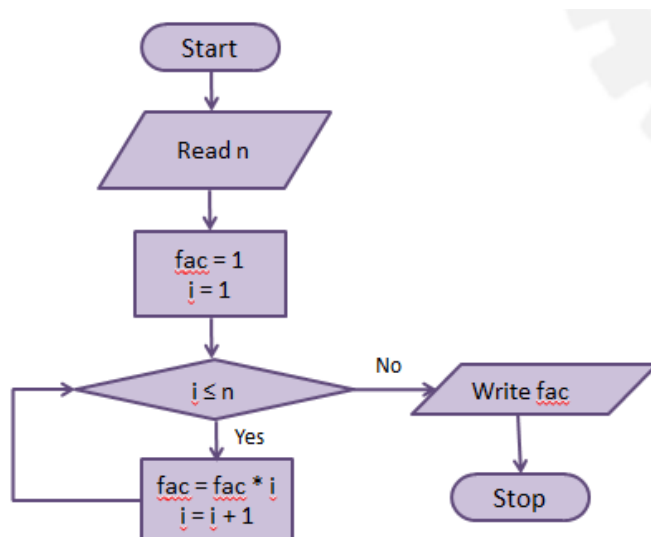 Start
Read n
fac = 1
i = 1
i ≤ n
No
Write fac
Yes
fac = fac * i
i = i + 1
Stop